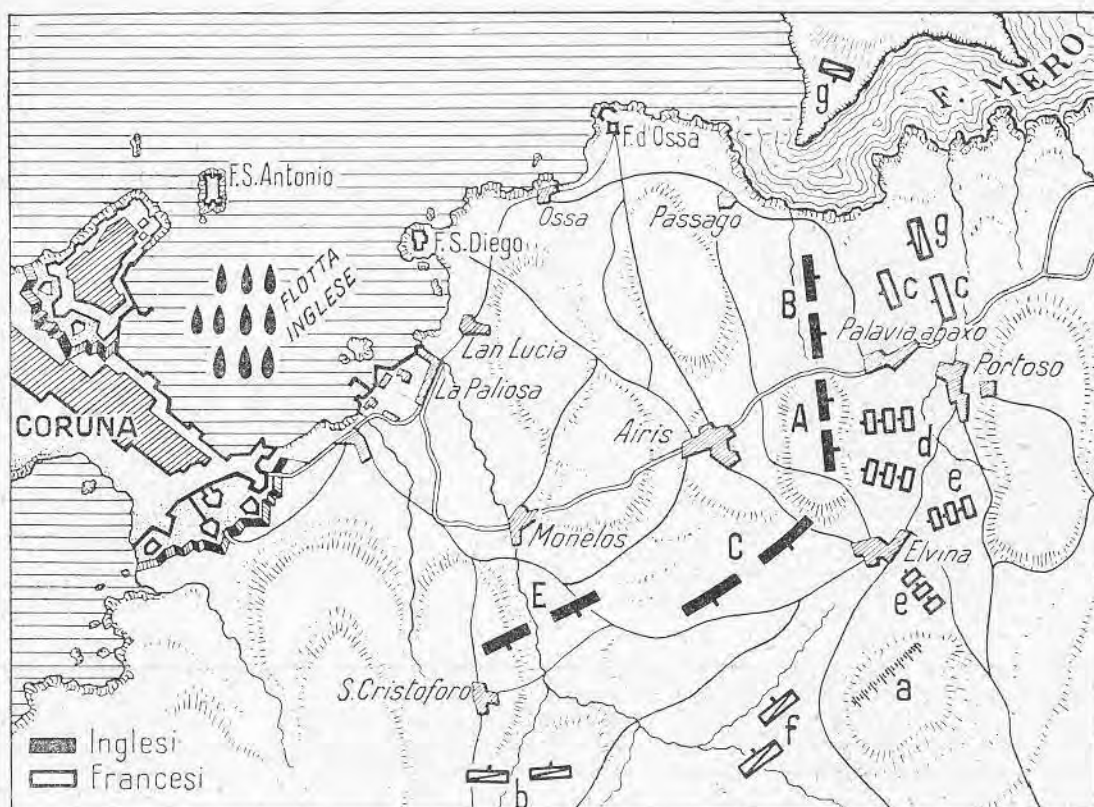 g
F. MERO
F. d'Ossa
F.S. Antonio
Ossa
Passago
F.S. Diego
g
FLOTTA
INGLESE
B
c
c
Lan Lucia
Palavia apaxo
La Paliosa
Portoso
CORUNA
Airis
A
d
e
Monelos
C
Elvina
E
e
S. Cristoforo
a
f
Inglesi
Francesi
b